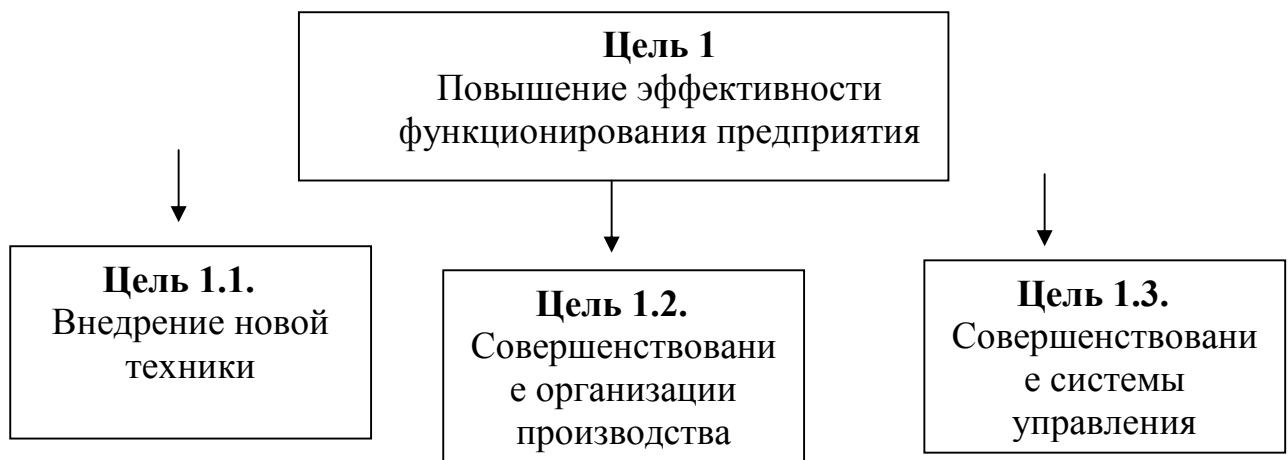 Цель 1
Повышение эффективности
функционирования предприятия
Цель 1.1.
Внедрение новой
техники
Цель 1.2.
Совершенствовани
е организации
производства
Цель 1.3.
Совершенствовани
е системы
управления